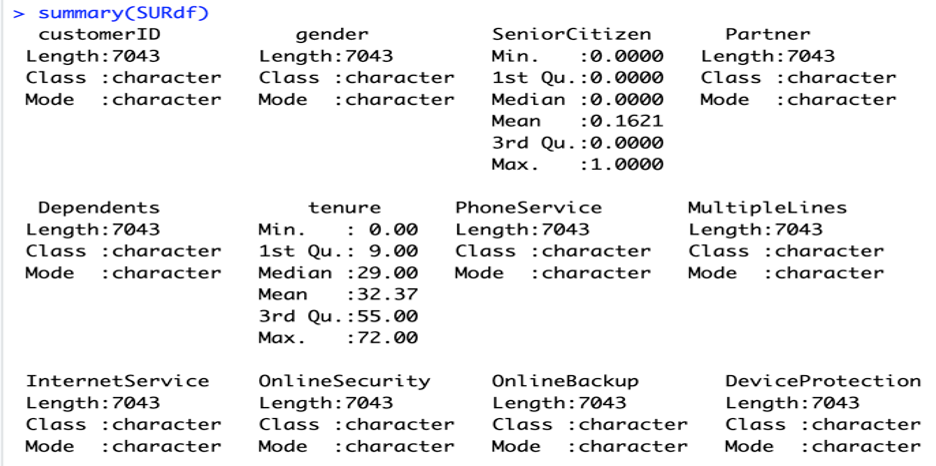 > summary(SURdf)
customerID gender SeniorCitizen Partner
Length:7043 Length:7043 Min. :0.0000 Length:7043
Class :character Class :character 1st Qu.:0.0000 Class :character
Mode :character Mode :character Median :0.0000 Mode :character
Mean :0.1621
3rd Qu.:0.0000
Max. :1.0000
Dependents tenure PhoneService MultipleLines
Length:7043 Min. : 0.00 Length:7043 Length:7043
Class :character 1st Qu.: 9.00 Class :character Class :character
Mode :character Median :29.00 Mode :character Mode :character
Mean :32.37
3rd Qu.:55.00
Max. :72.00
InternetService OnlineSecurity OnlineBackup DeviceProtection
Length:7043 Length:7043 Length:7043 Length:7043
Class :character Class :character Class :character Class :character
Mode :character Mode :character Mode :character Mode :character